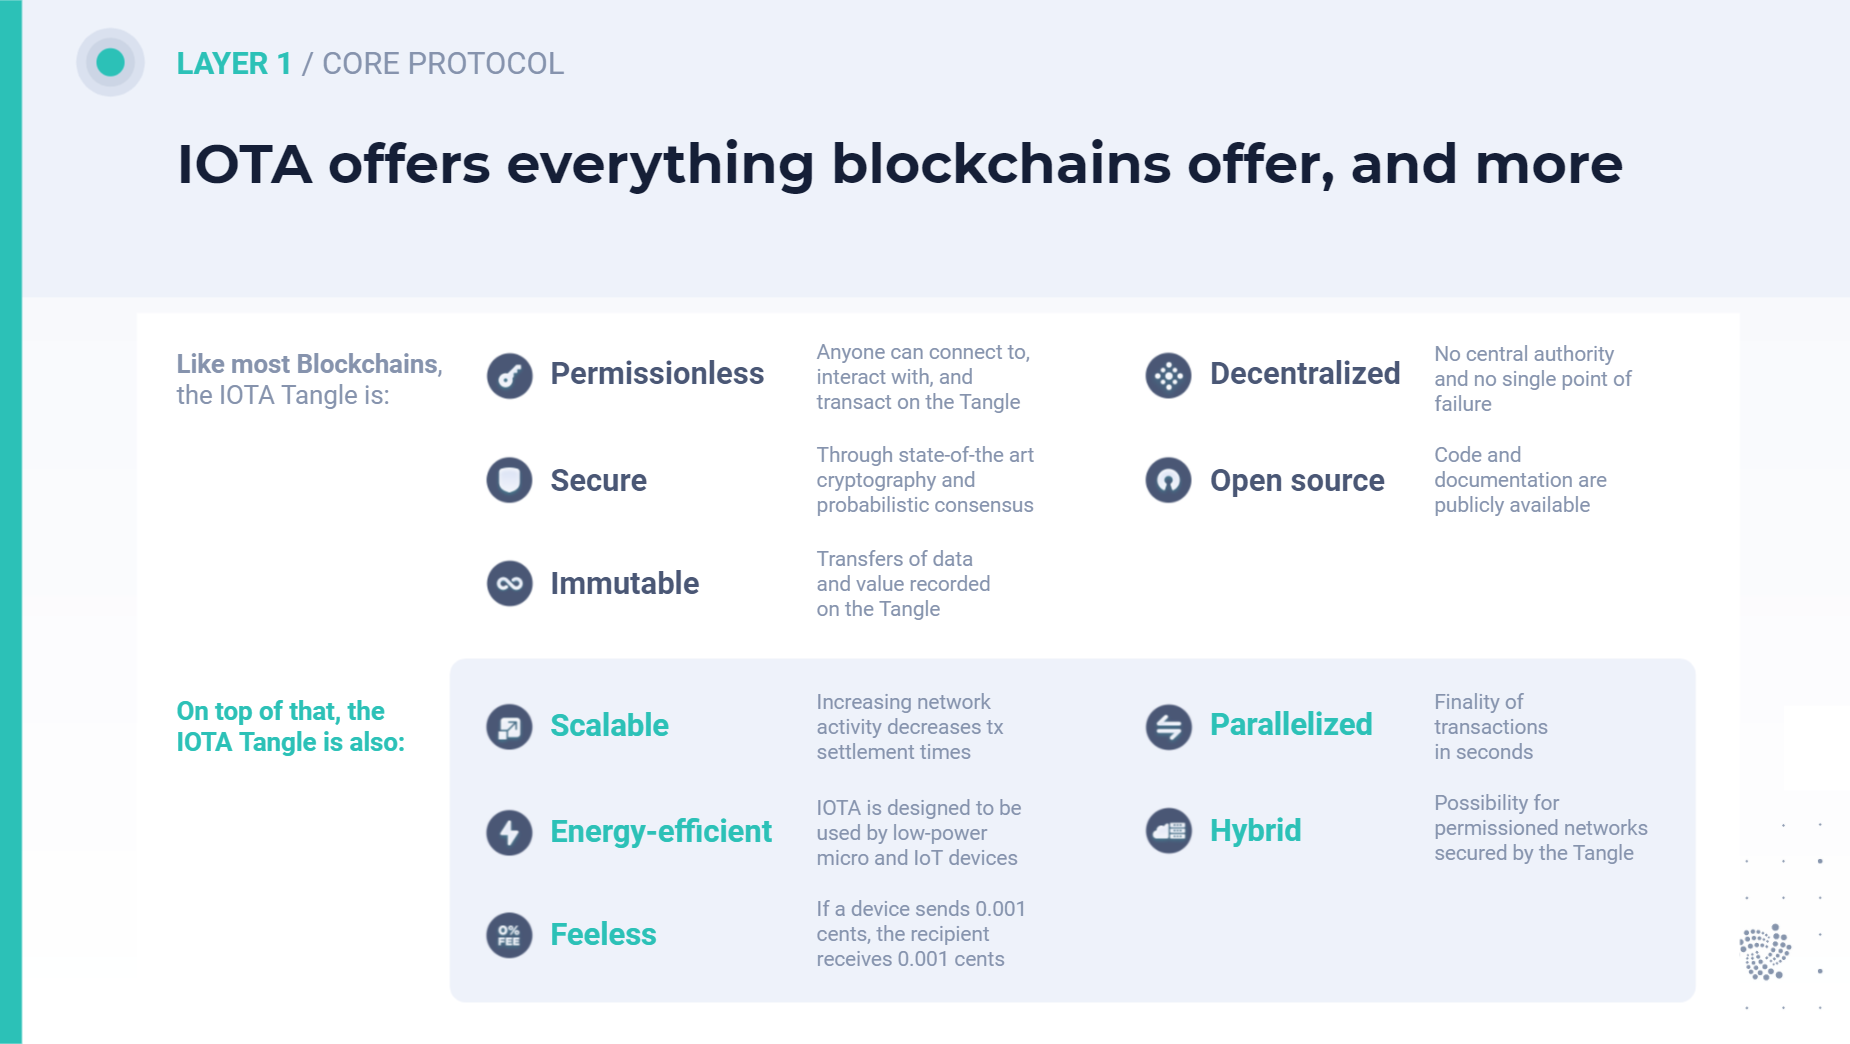 LAYER 1 / CORE PROTOCOL
IOTA offers everything blockchains offer, and more
Like most Blockchains,
the IOTA Tangle is:
Permissionless
Anyone can connect to,
interact with, and
transact on the Tangle
Decentralized
No central authority
and no single point of
failure
Secure
Through state-of-the art
cryptography and
probabilistic consensus
Open source
Code and
documentation are
publicly available
Immutable
Transfers of data
and value recorded
on the Tangle
On top of that, the
IOTA Tangle is also:
Scalable
Increasing network
activity decreases tx
settlement times
Parallelized
Finality of
transactions
in seconds
Energy-efficient
IOTA is designed to be
used by low-power
micro and IoT devices
Hybrid
Possibility for
permissioned networks
secured by the Tangle
0%
FEE
Feeless
If a device sends 0.001
cents, the recipient
receives 0.001 cents